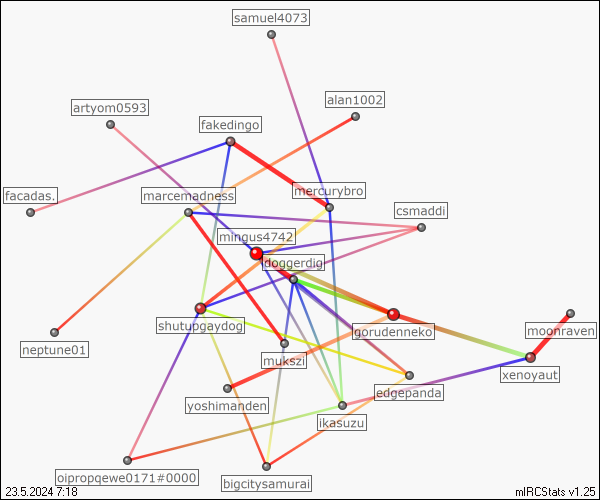 samuel4073
alan1002
artyom0593
fakedingo
mercurybro
facadas.
marcemadness
csmaddi
mingus4742
doggerdig
shutupgaydog
gorudenneko
moonraven
neptune01
mukszi
xenoyaut
edgepanda
yoshimanden
ikasuzu
oipropqewe0171#0000
bigcitysamurai
23.5.2024 7:18
mIRCStats v1.25